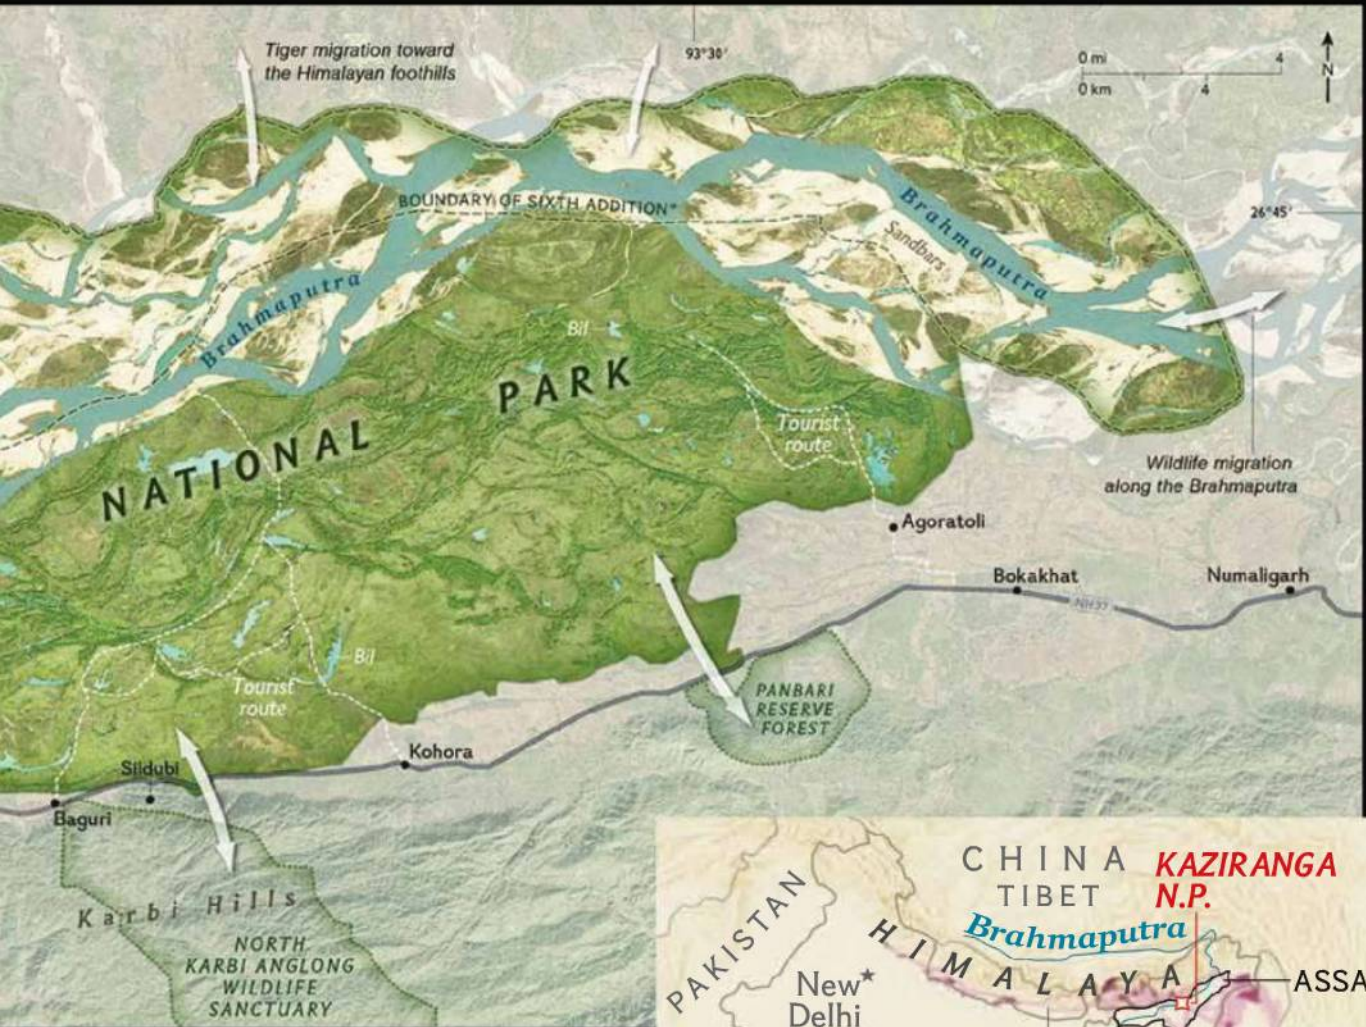 Tiger migration toward
the Himalayan foothills
93°30'
0 mi 4
0 km 4
N
BOUNDARY OF SIXTH ADDITION*
26°45'
Brahmaputra
Sandbars
Brahmaputra
Bil
NATIONAL PARK
Tourist
route
Wildlife migration
along the Brahmaputra
Agoratoli
Bokakhat
Numaligarh
NH37
Bil
Tourist
route
PANBARI
RESERVE
FOREST
Kohora
Sildubi
Baguri
Karbi Hills
NORTH
KARBI ANGLONG
WILDLIFE
SANCTUARY
CHINA
TIBET
KAZIRANGA
N.P.
Brahmaputra
PAKISTAN
HIMALAYA
New
Delhi
ASSA